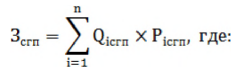 n
З_сгп = ∑ Q_iсгп × P_iсгп, где:
i=1